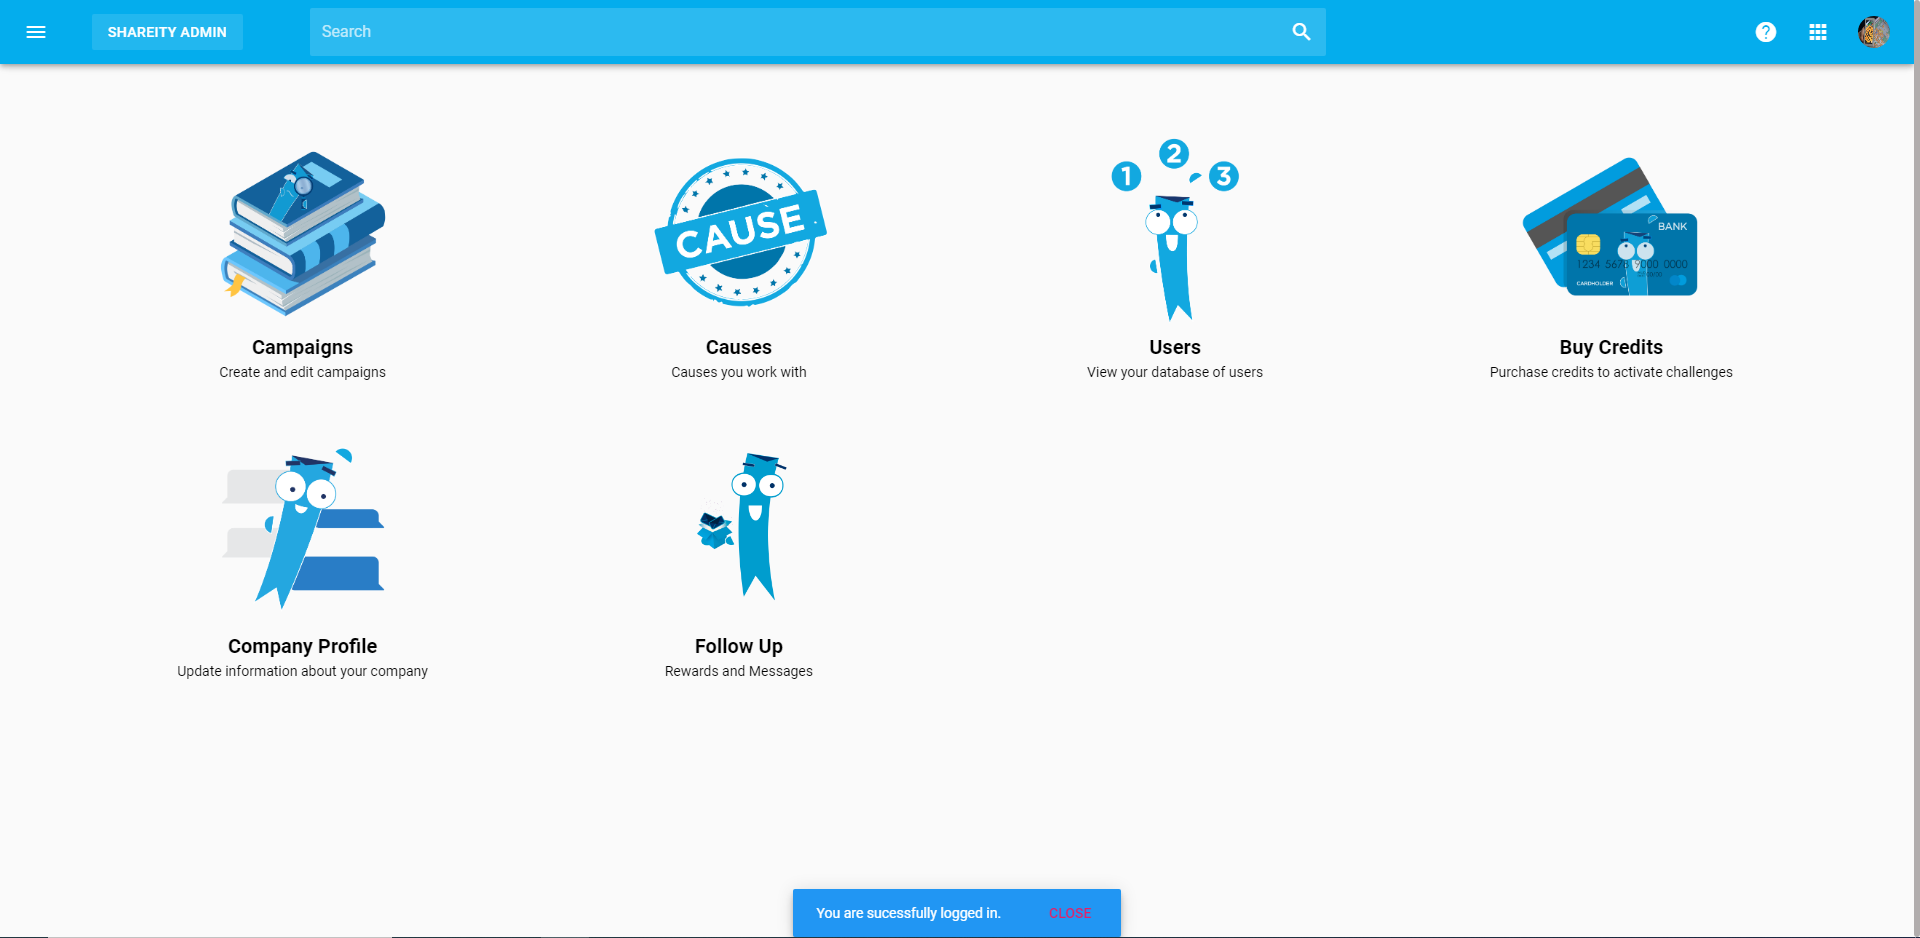 SHAREITY ADMIN
Search
?
CAUSE
1
2
3
BANK
1234 5678 9000 0000
CARDHOLDER
Campaigns
Create and edit campaigns
Causes
Causes you work with
Users
View your database of users
Buy Credits
Purchase credits to activate challenges
Company Profile
Update information about your company
Follow Up
Rewards and Messages
You are sucessfully logged in.
CLOSE